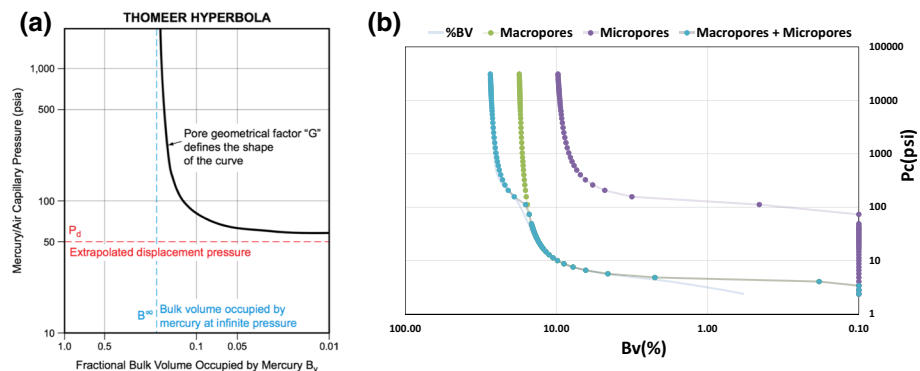 (a)
THOMEER HYPERBOLA
Mercury/Air Capillary Pressure (psia)
1,000
500
100
50
10
Pore geometrical factor “G”
defines the shape
of the curve
Pd
Extrapolated displacement pressure
B∞
Bulk volume occupied by
mercury at infinite pressure
1.0 0.5 0.1 0.01
Fractional Bulk Volume Occupied by Mercury Bv
(b)
%BV Macropores Micropores Macropores + Micropores
100000
10000
1000
100
10
1
Pc(psi)
100.00 10.00 1.00 0.10
Bv(%)